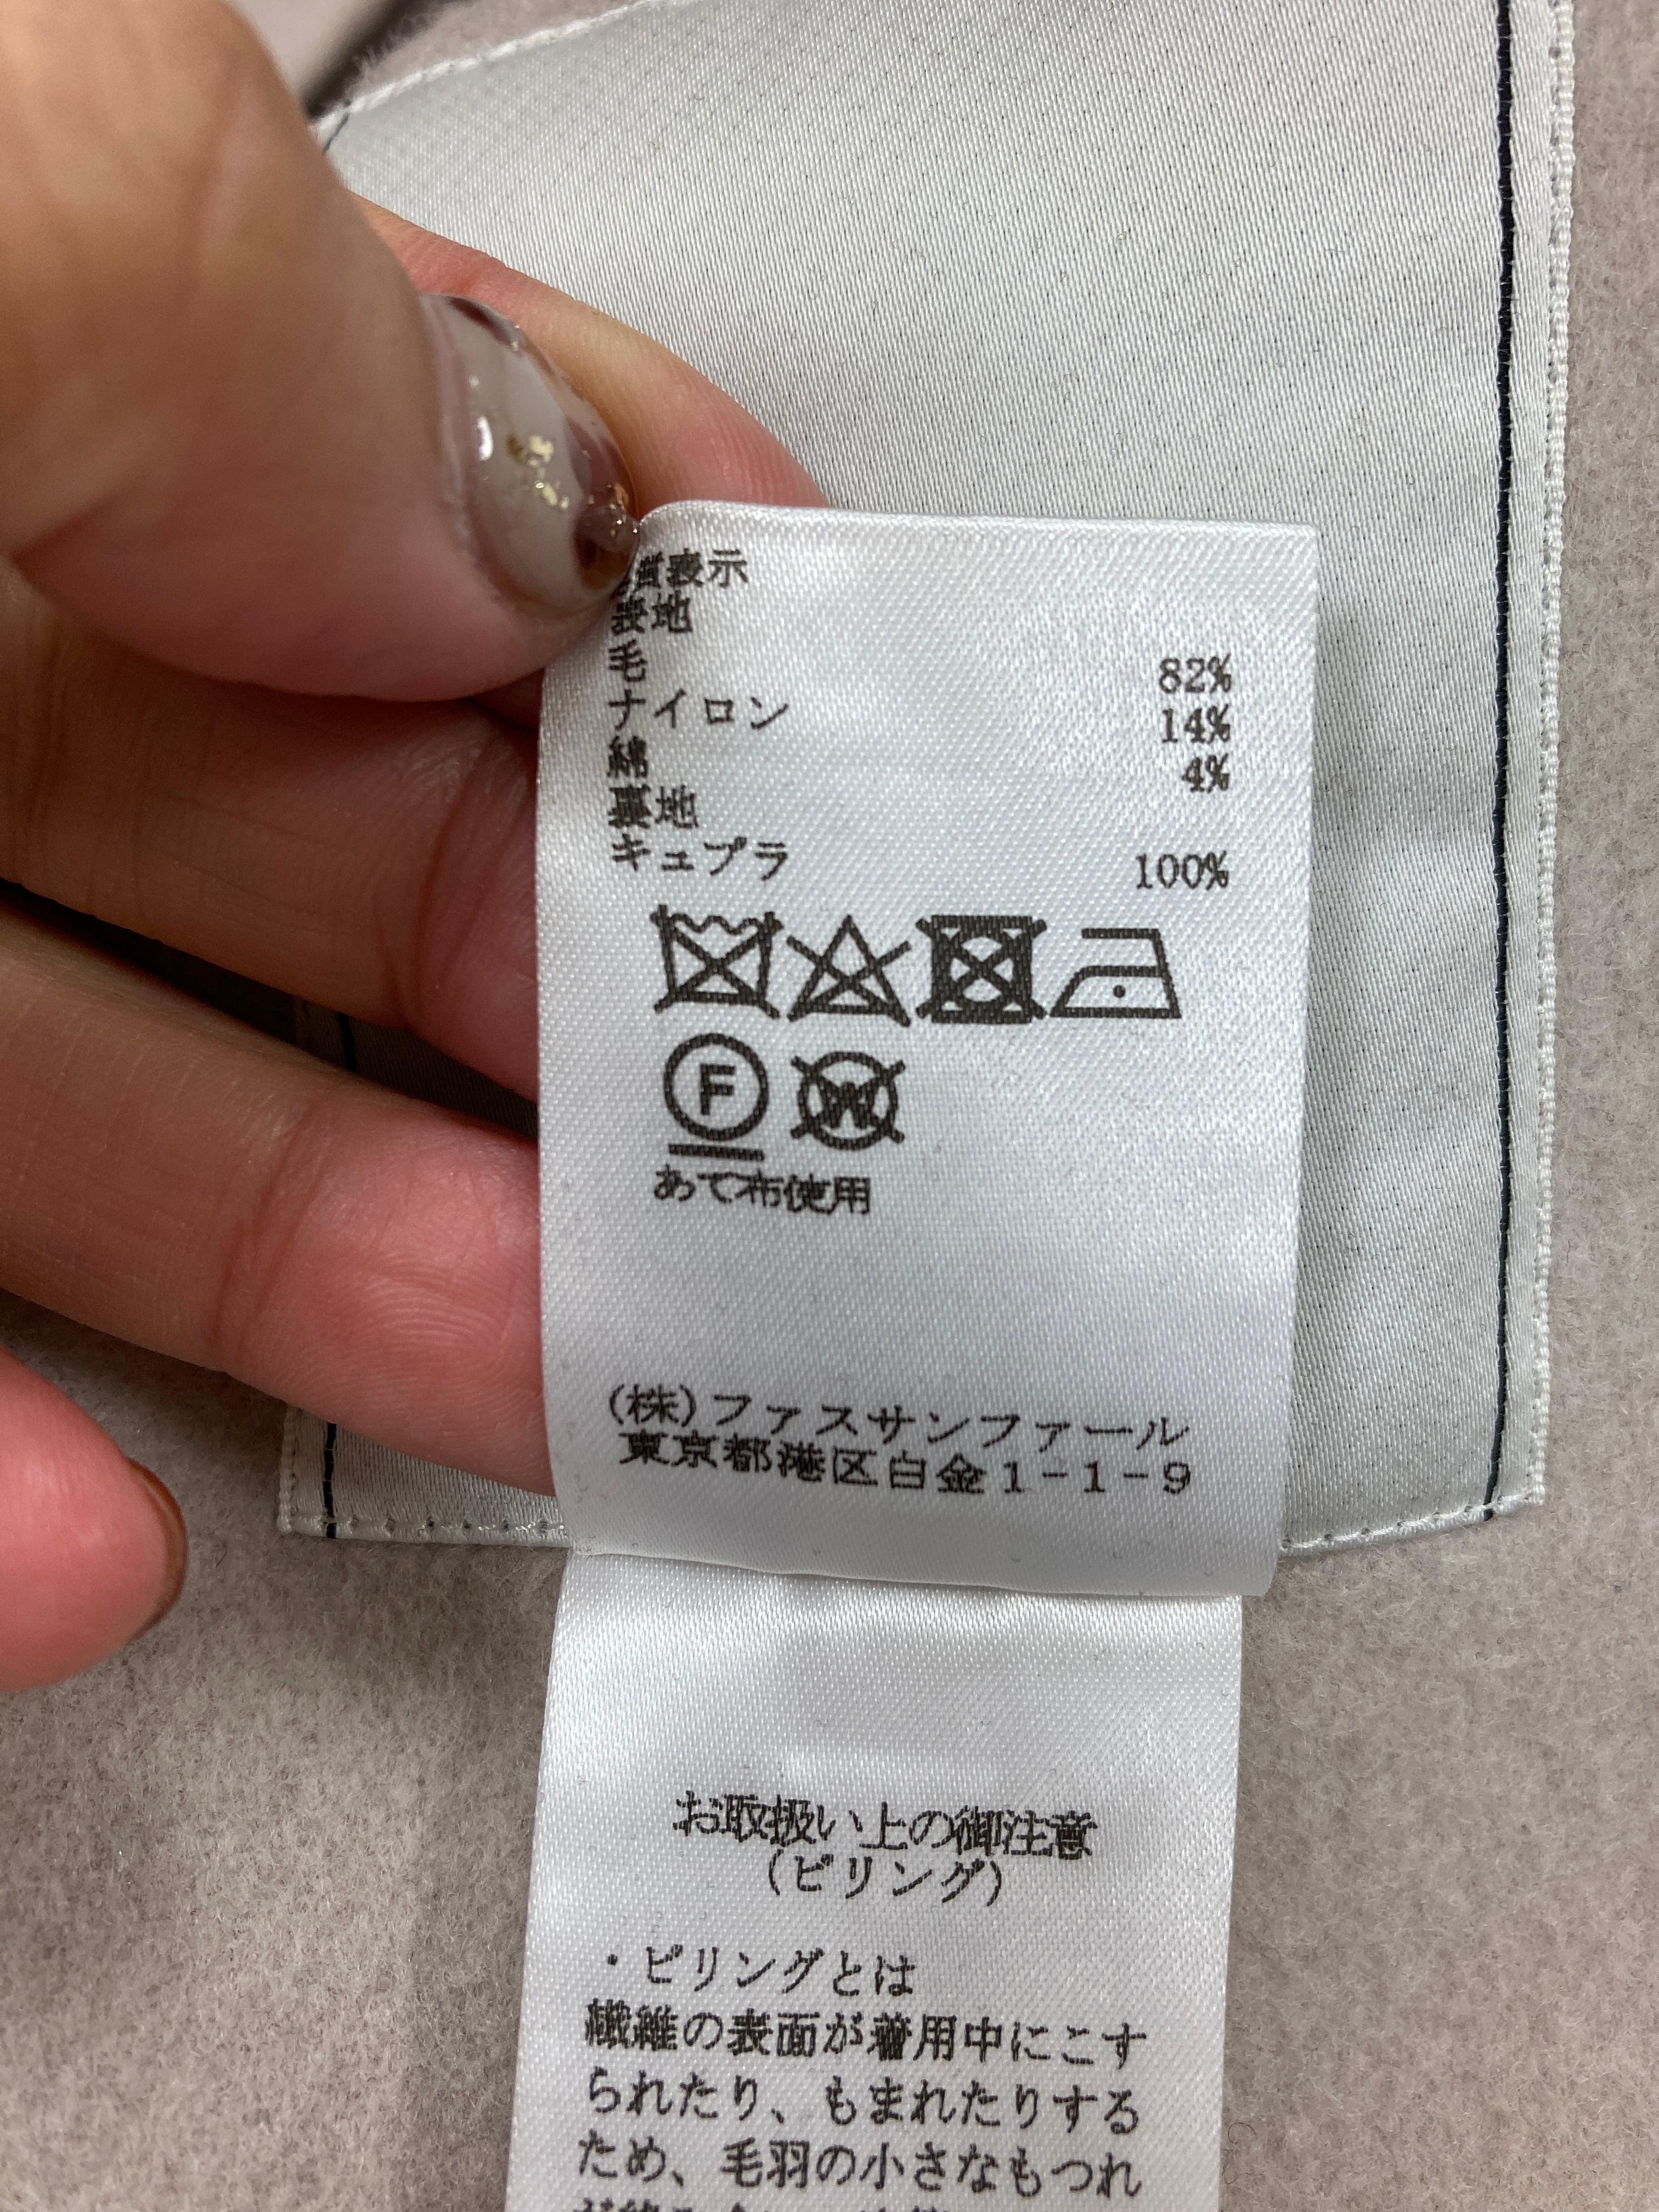 質表示
表地
毛 82%
ナイロン 14%
綿 4%
裏地
キュプラ 100%
F W
あて布使用
(株)ファスサンファール
東京都港区白金1-1-9
お取扱い上の御注意
(ピリング)
・ピリングとは
繊維の表面が着用中にこす
られたり、もまれたりする
ため、毛羽の小さなもつれ